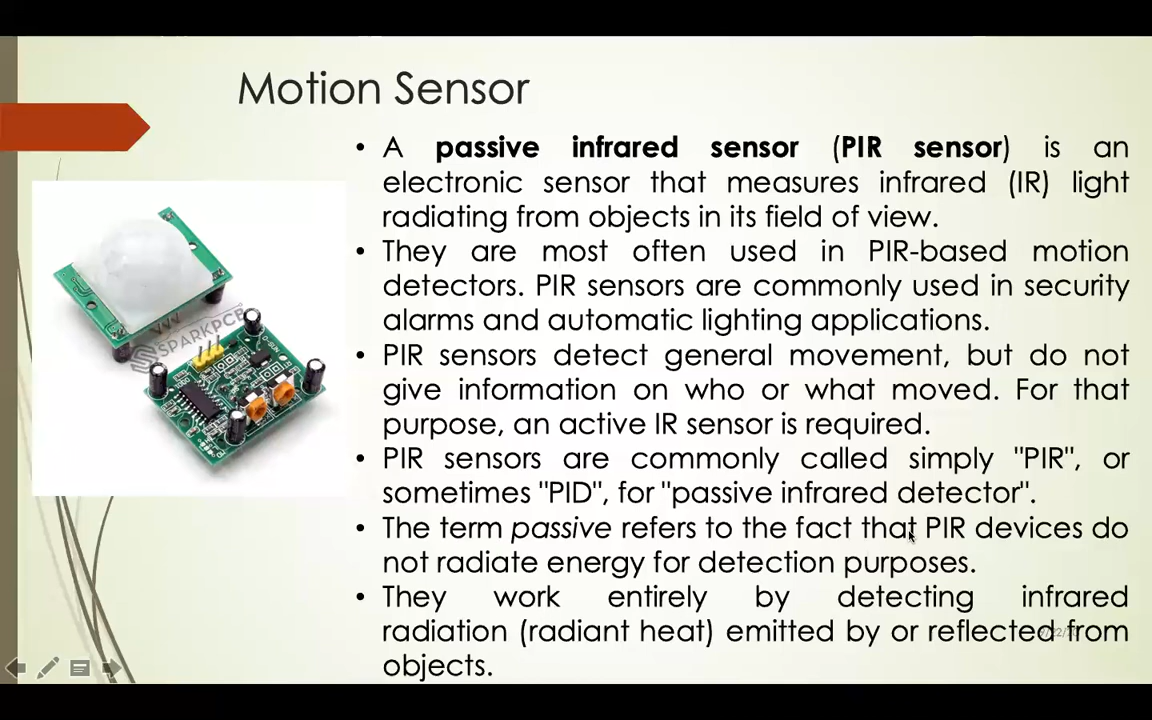 Motion Sensor
• A passive infrared sensor (PIR sensor) is an
electronic sensor that measures infrared (IR) light
radiating from objects in its field of view.
• They are most often used in PIR-based motion
detectors. PIR sensors are commonly used in security
alarms and automatic lighting applications.
• PIR sensors detect general movement, but do not
give information on who or what moved. For that
purpose, an active IR sensor is required.
• PIR sensors are commonly called simply "PIR", or
sometimes "PID", for "passive infrared detector".
• The term passive refers to the fact that PIR devices do
not radiate energy for detection purposes.
• They work entirely by detecting infrared
radiation (radiant heat) emitted by or reflected from
objects.
SPARKPCB